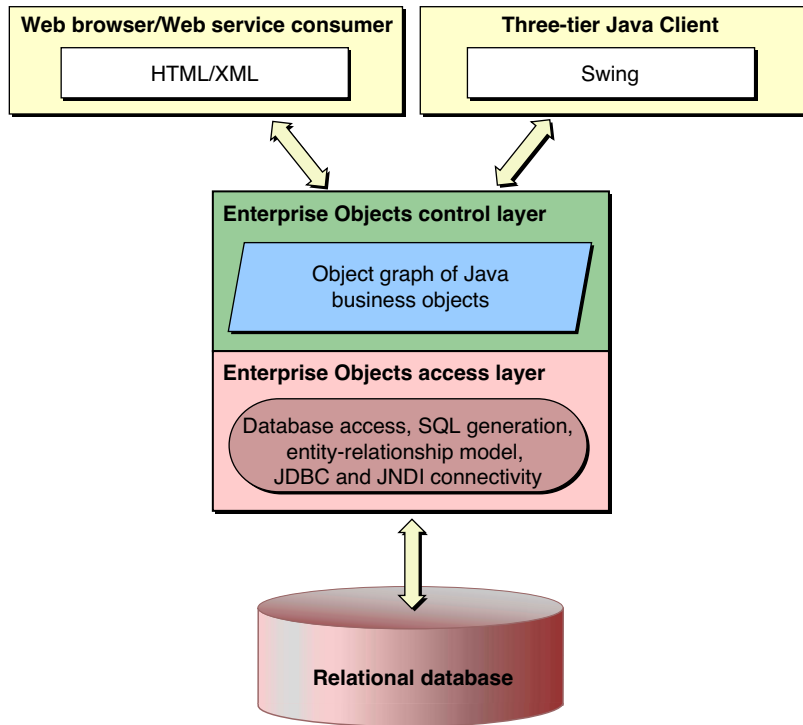 Web browser/Web service consumer
HTML/XML
Three-tier Java Client
Swing
Enterprise Objects control layer
Object graph of Java
business objects
Enterprise Objects access layer
Database access, SQL generation,
entity-relationship model,
JDBC and JNDI connectivity
Relational database